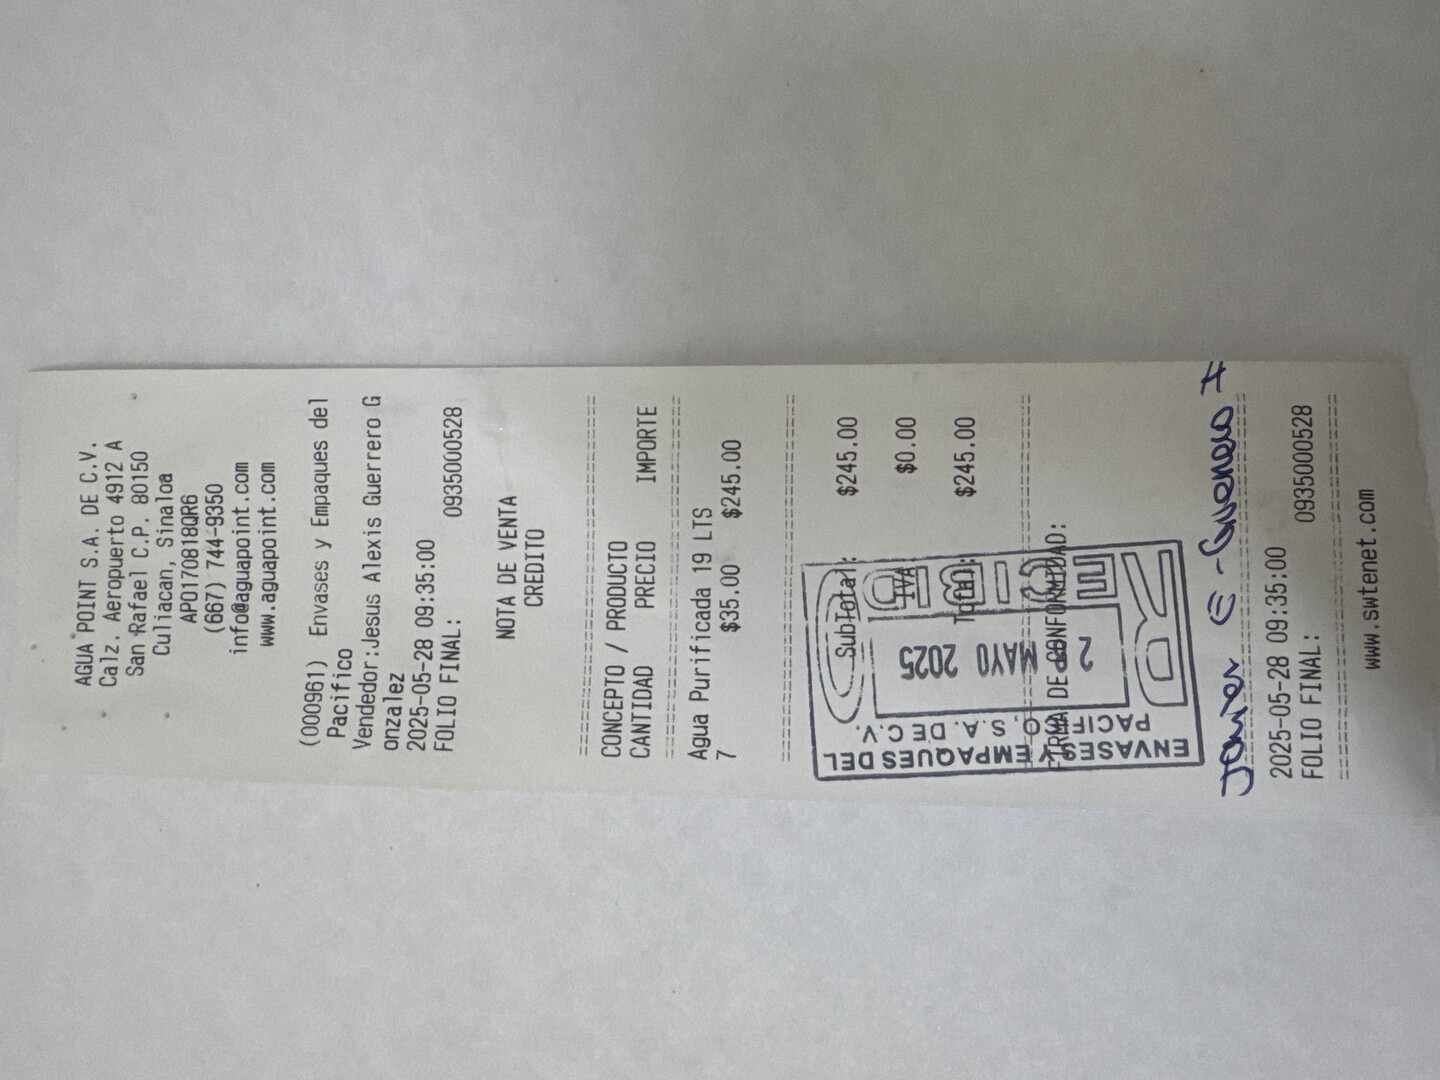 AGUA POINT S.A. DE C.V.
Calz. Aeropuerto 4912 A
San Rafael C.P. 80150
Culiacan, Sinaloa
APO170818QR6
(667) 744-9350
info@aguapoint.com
www.aguapoint.com
(000961) Envases y Empaques del
Pacifico
Vendedor:Jesus Alexis Guerrero G
onzalez
2025-05-28 09:35:00
FOLIO FINAL: 0935000528
NOTA DE VENTA
CREDITO
CONCEPTO / PRODUCTO
CANTIDAD PRECIO IMPORTE
Agua Purificada 19 LTS
7 $35.00 $245.00
SubTotal: $245.00
IVA $0.00
Total: $245.00
FIRMA DE CONFORMIDAD:
ENVASES Y EMPAQUES DEL
PACIFICO, S.A. DE C.V.
MAYO 2025
RECIBIDO
Javier E. Guerrero
2025-05-28 09:35:00
FOLIO FINAL: 0935000528
www.swtenet.com